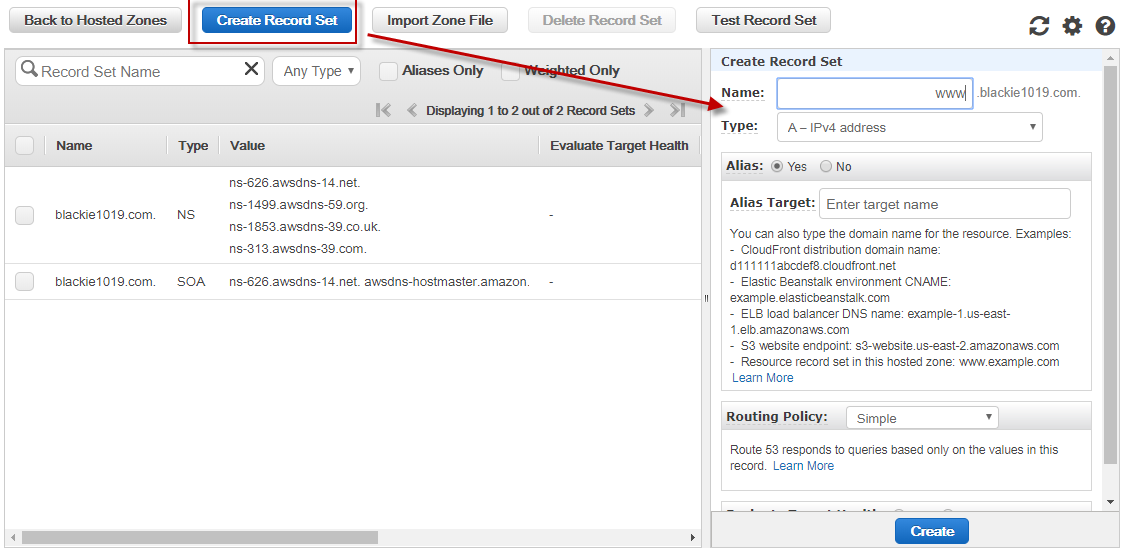 Back to Hosted Zones Create Record Set Import Zone File Delete Record Set Test Record Set
Record Set Name Any Type Aliases Only Weighted Only
Displaying 1 to 2 out of 2 Record Sets
Name Type Value Evaluate Target Health
blackie1019.com. NS
ns-626.awsdns-14.net.
ns-1499.awsdns-59.org.
ns-1853.awsdns-39.co.uk.
ns-313.awsdns-39.com.
-
blackie1019.com. SOA ns-626.awsdns-14.net. awsdns-hostmaster.amazon. -
Create Record Set
Name: www .blackie1019.com.
Type: A – IPv4 address
Alias: Yes No
Alias Target: Enter target name
You can also type the domain name for the resource. Examples:
- CloudFront distribution domain name:
d111111abcdef8.cloudfront.net
- Elastic Beanstalk environment CNAME:
example.elasticbeanstalk.com
- ELB load balancer DNS name: example-1.us-east-
1.elb.amazonaws.com
- S3 website endpoint: s3-website.us-east-2.amazonaws.com
- Resource record set in this hosted zone: www.example.com
Learn More
Routing Policy: Simple
Route 53 responds to queries based only on the values in this
record. Learn More
Create